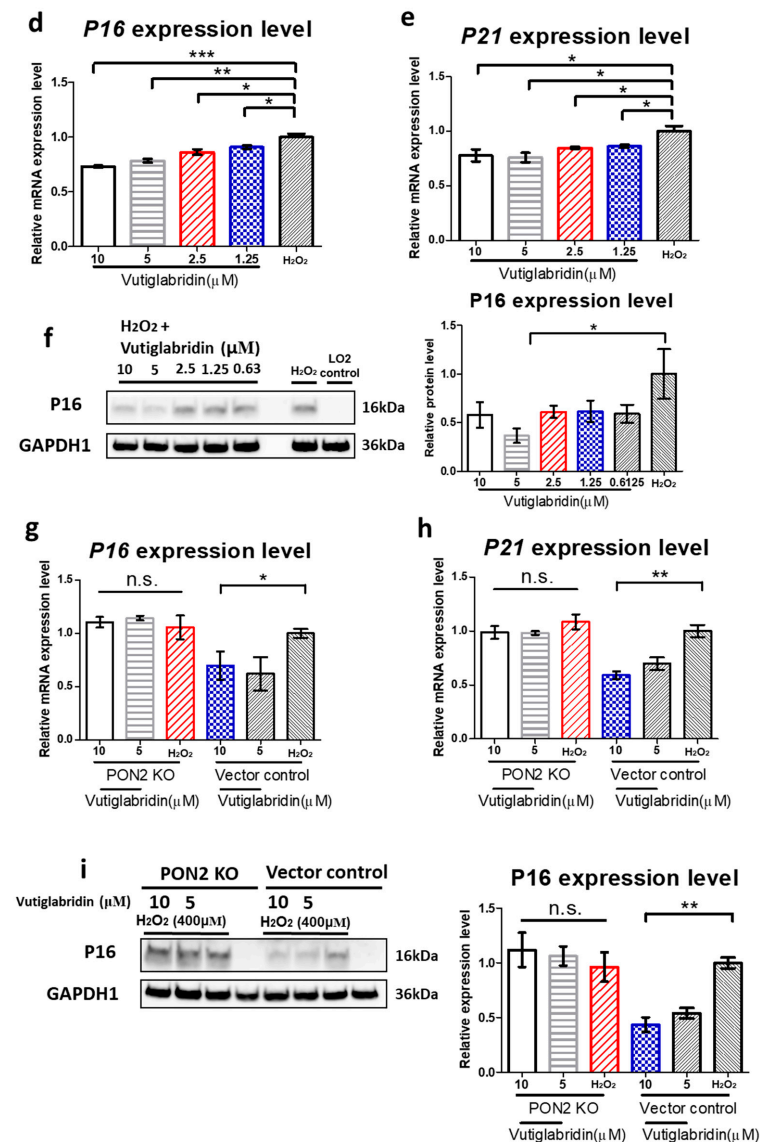 d
P16 expression level
***
**
*
*
Relative mRNA expression level
1.5
1.0
0.5
0.0
10 5 2.5 1.25 H₂O₂
Vutiglabridin(μM)
e
P21 expression level
*
*
*
*
Relative mRNA expression level
1.5
1.0
0.5
0.0
10 5 2.5 1.25 H₂O₂
Vutiglabridin(μM)
f
H₂O₂ +
Vutiglabridin (μM)
10 5 2.5 1.25 0.63 H₂O₂ LO2 control
P16 16kDa
GAPDH1 36kDa
P16 expression level
*
Relative protein level
1.5
1.0
0.5
0.0
10 5 2.5 1.25 0.6125 H₂O₂
Vutiglabridin(μM)
g
P16 expression level
n.s. *
Relative mRNA expression level
1.5
1.0
0.5
0.0
10 5 H₂O₂ 10 5 H₂O₂
PON2 KO Vector control
Vutiglabridin(μM)
h
P21 expression level
n.s. **
Relative mRNA expression level
1.5
1.0
0.5
0.0
10 5 H₂O₂ 10 5 H₂O₂
PON2 KO Vector control
Vutiglabridin(μM)
i
PON2 KO Vector control
Vutiglabridin (μM) 10 5 10 5
H₂O₂ (400μM) H₂O₂ (400μM)
P16 16kDa
GAPDH1 36kDa
P16 expression level
n.s. **
Relative expression level
1.5
1.0
0.5
0.0
10 5 H₂O₂ 10 5 H₂O₂
PON2 KO Vector control
Vutiglabridin(μM)